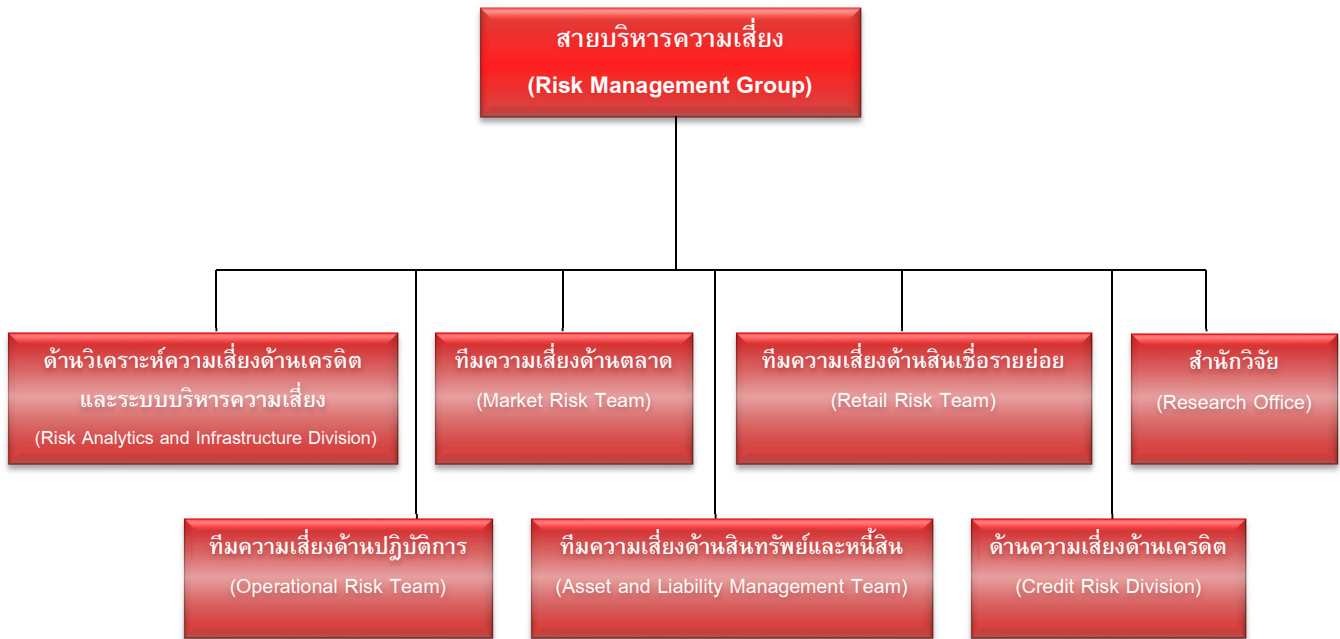 สายบริหารความเสี่ยง
(Risk Management Group)
ด้านวิเคราะห์ความเสี่ยงด้านเครดิต
และระบบบริหารความเสี่ยง
(Risk Analytics and Infrastructure Division)
ทีมความเสี่ยงด้านตลาด
(Market Risk Team)
ทีมความเสี่ยงด้านสินเชื่อรายย่อย
(Retail Risk Team)
สำนักวิจัย
(Research Office)
ทีมความเสี่ยงด้านปฎิบัติการ
(Operational Risk Team)
ทีมความเสี่ยงด้านสินทรัพย์และหนี้สิน
(Asset and Liability Management Team)
ด้านความเสี่ยงด้านเครดิต
(Credit Risk Division)